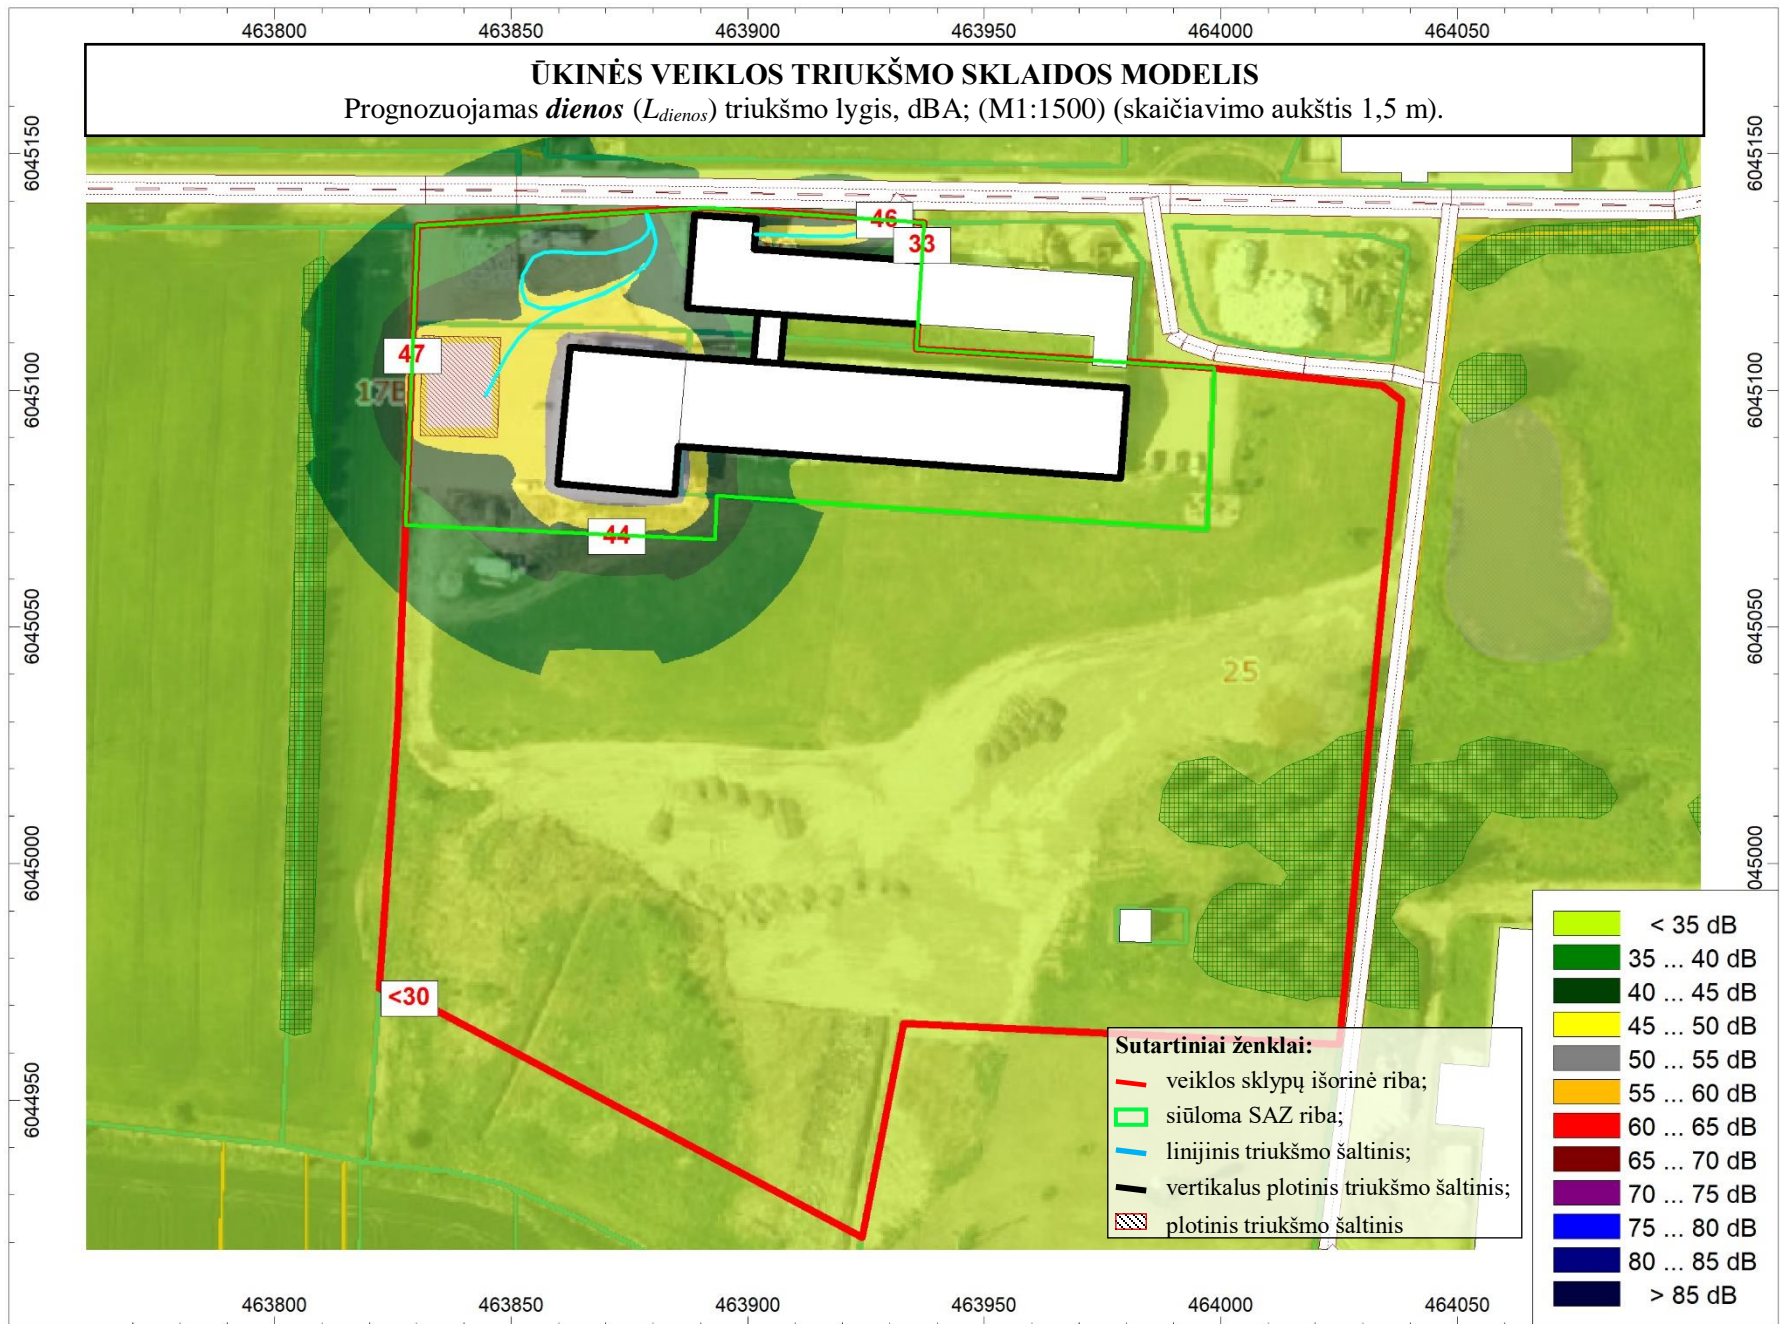 463800 463850 463900 463950 464000 464050
ŪKINĖS VEIKLOS TRIUKŠMO SKLAIDOS MODELIS
Prognozuojamas dienos (Ldienos) triukšmo lygis, dBA; (M1:1500) (skaičiavimo aukštis 1,5 m).
6045150 6045150
46
33
47
17B
6045100 6045100
44
6045050 6045050
25
6045000 6045000
<30
6044950
Sutartiniai ženklai:
veiklos sklypų išorinė riba;
siūloma SAZ riba;
linijinis triukšmo šaltinis;
vertikalus plotinis triukšmo šaltinis;
plotinis triukšmo šaltinis
< 35 dB
35 ... 40 dB
40 ... 45 dB
45 ... 50 dB
50 ... 55 dB
55 ... 60 dB
60 ... 65 dB
65 ... 70 dB
70 ... 75 dB
75 ... 80 dB
80 ... 85 dB
> 85 dB
463800 463850 463900 463950 464000 464050